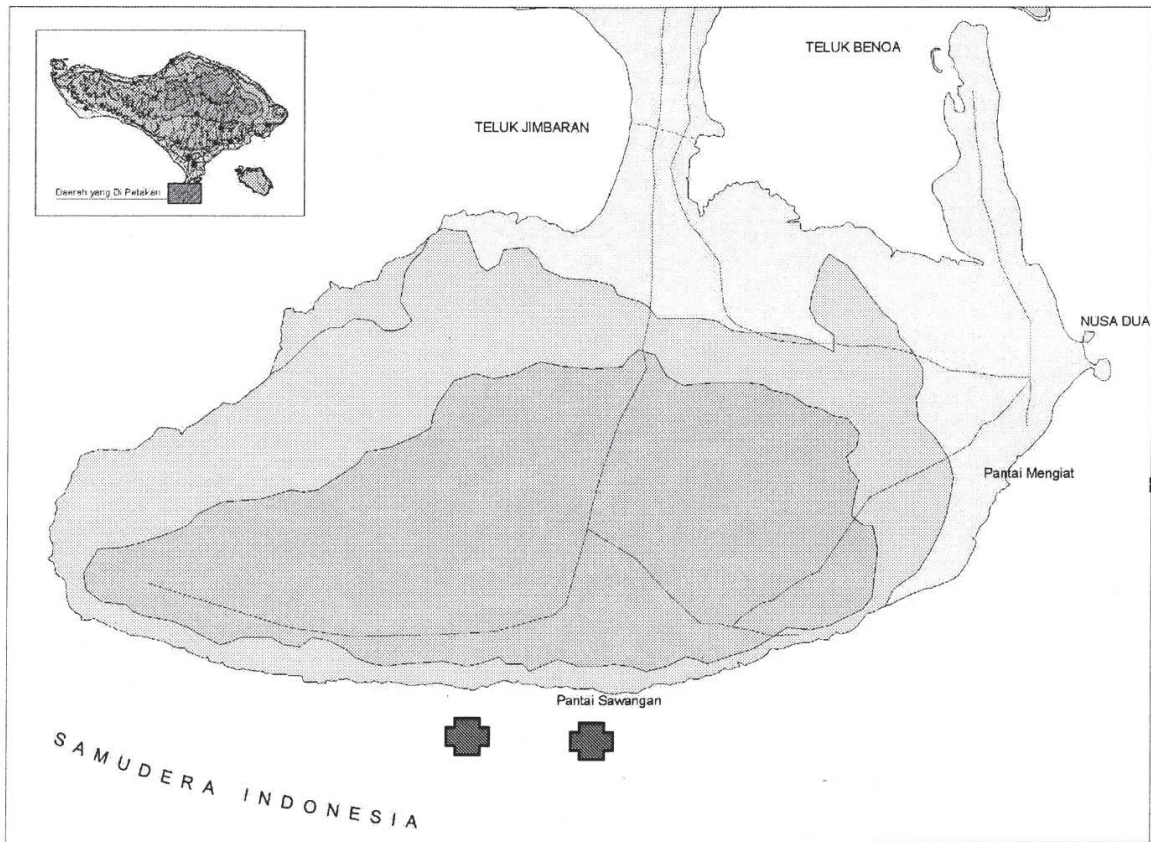 TELUK BENOA
TELUK JIMBARAN
Daerah yang Di Petakan
NUSA DUA
Pantai Mengiat
Pantai Sawangan
SAMUDERA INDONESIA